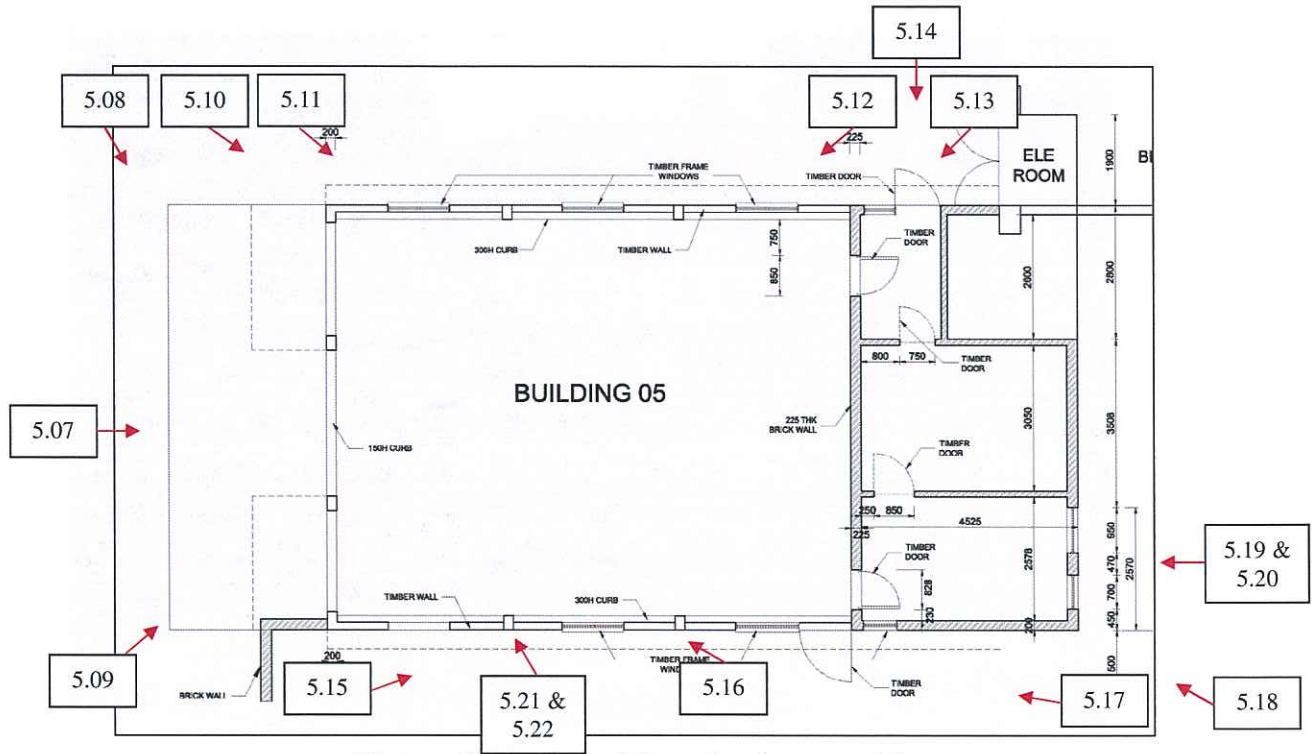 5.14
5.08
5.10
5.11
5.12
5.13
200
225
TIMBER FRAME
WINDOWS
TIMBER DOOR
ELE
ROOM
1900
300H CURB
TIMBER WALL
750
850
TIMBER
DOOR
2600
2800
800
750
TIMBER
DOOR
BUILDING 05
5.07
150H CURB
225 THK
BRICK WALL
3050
3508
TIMBER
DOOR
250
850
225
4525
TIMBER
DOOR
828
230
2578
200
650
470
700
450
2570
500
5.19 &
5.20
TIMBER WALL
300H CURB
5.09
200
BRICK WALL
5.15
5.21 &
5.22
TIMBER FRAME
5.16
TIMBER
DOOR
5.17
5.18